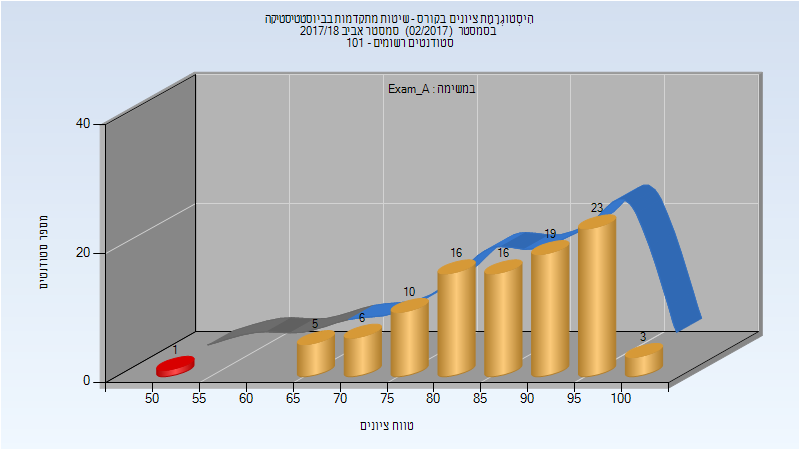 היסטוגרמת ציונים בקורס - שיטות מתקדמות בביוסטטיסטיקה
בסמסטר (02/2017) סמסטר אביב 2017/18
סטודנטים רשומים - 101
במשימה : Exam_A
מספר סטודנטים
40
20
0
1
5
6
10
16
16
19
23
3
50 55 60 65 70 75 80 85 90 95 100
טווח ציונים